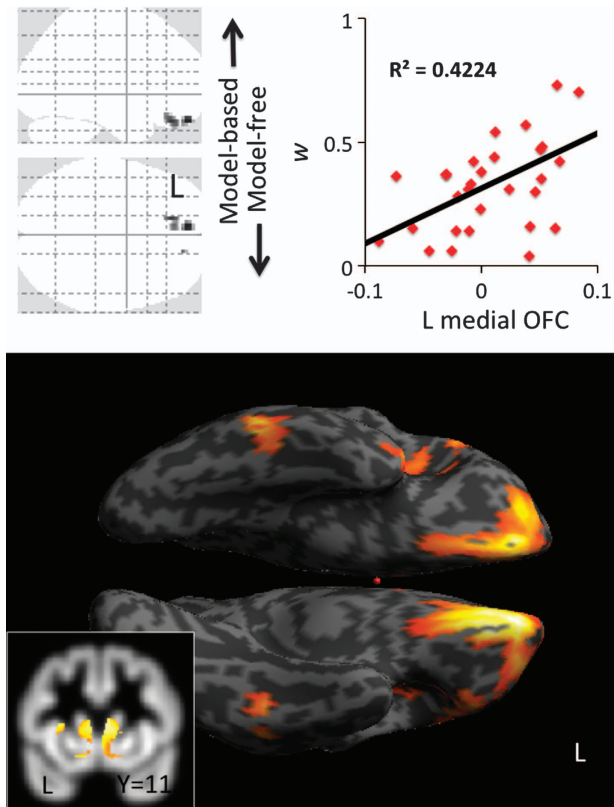 L
Model-based
Model-free
R² = 0.4224
w
1
0.5
0
-0.1
0
0.1
L medial OFC
L
L
Y=11